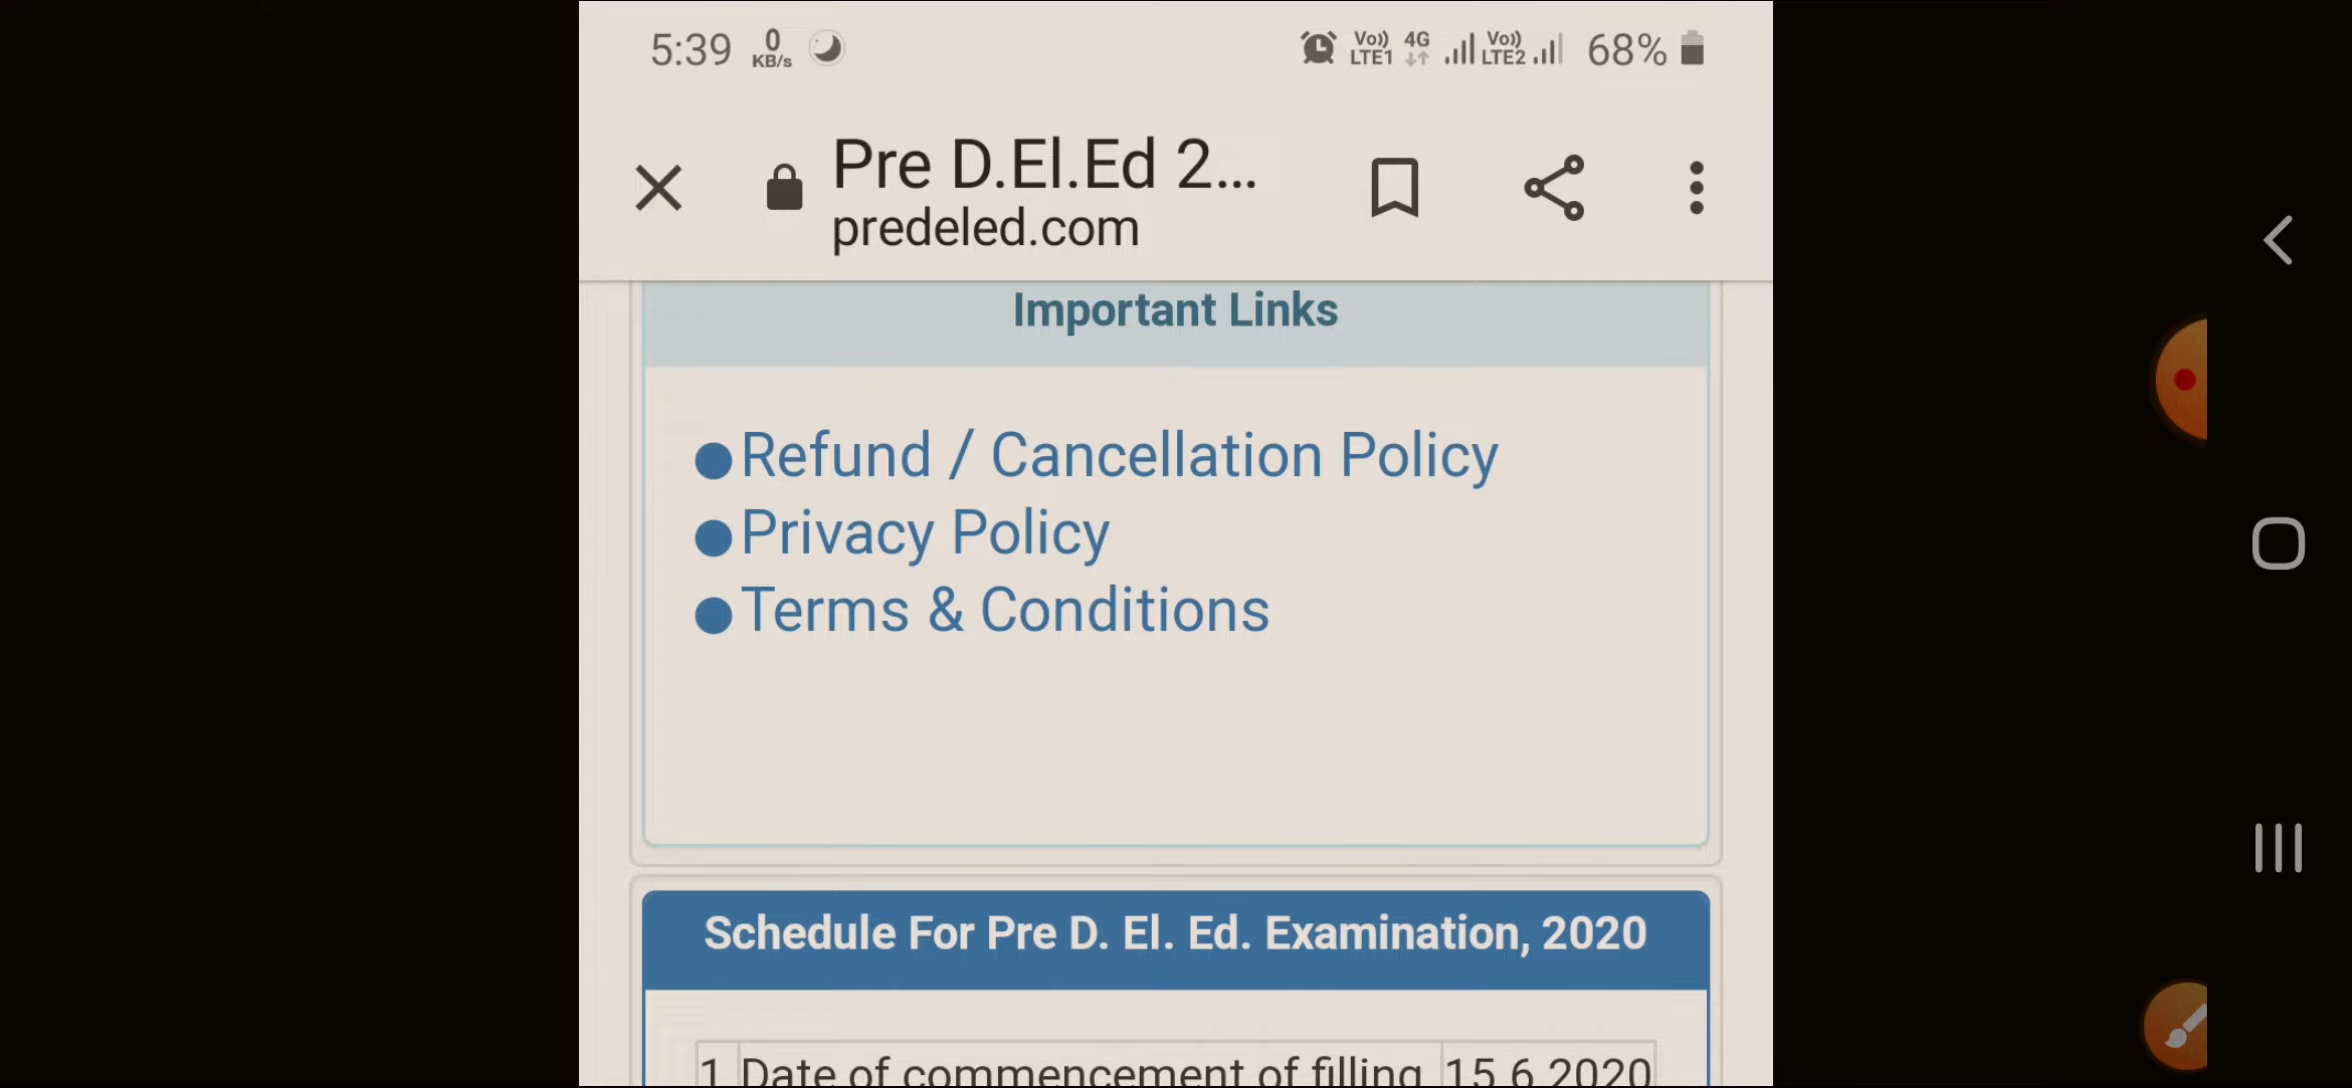 5:39 0 KB/s Vo)) LTE1 4G Vo)) LTE2 68%
Pre D.El.Ed 2...
predeled.com
Important Links
Refund / Cancellation Policy
Privacy Policy
Terms & Conditions
Schedule For Pre D. El. Ed. Examination, 2020
1 Date of commencement of filling 15.6.2020